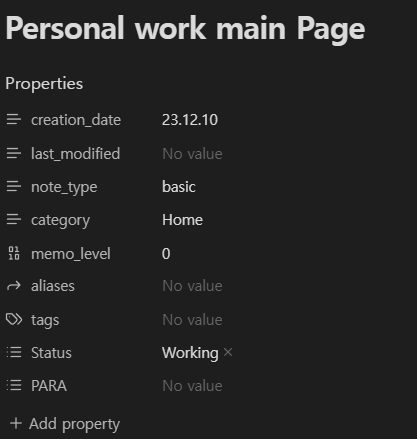 Personal work main Page
Properties
creation_date 23.12.10
last_modified No value
note_type basic
category Home
memo_level 0
aliases No value
tags No value
Status Working ×
PARA No value
+ Add property